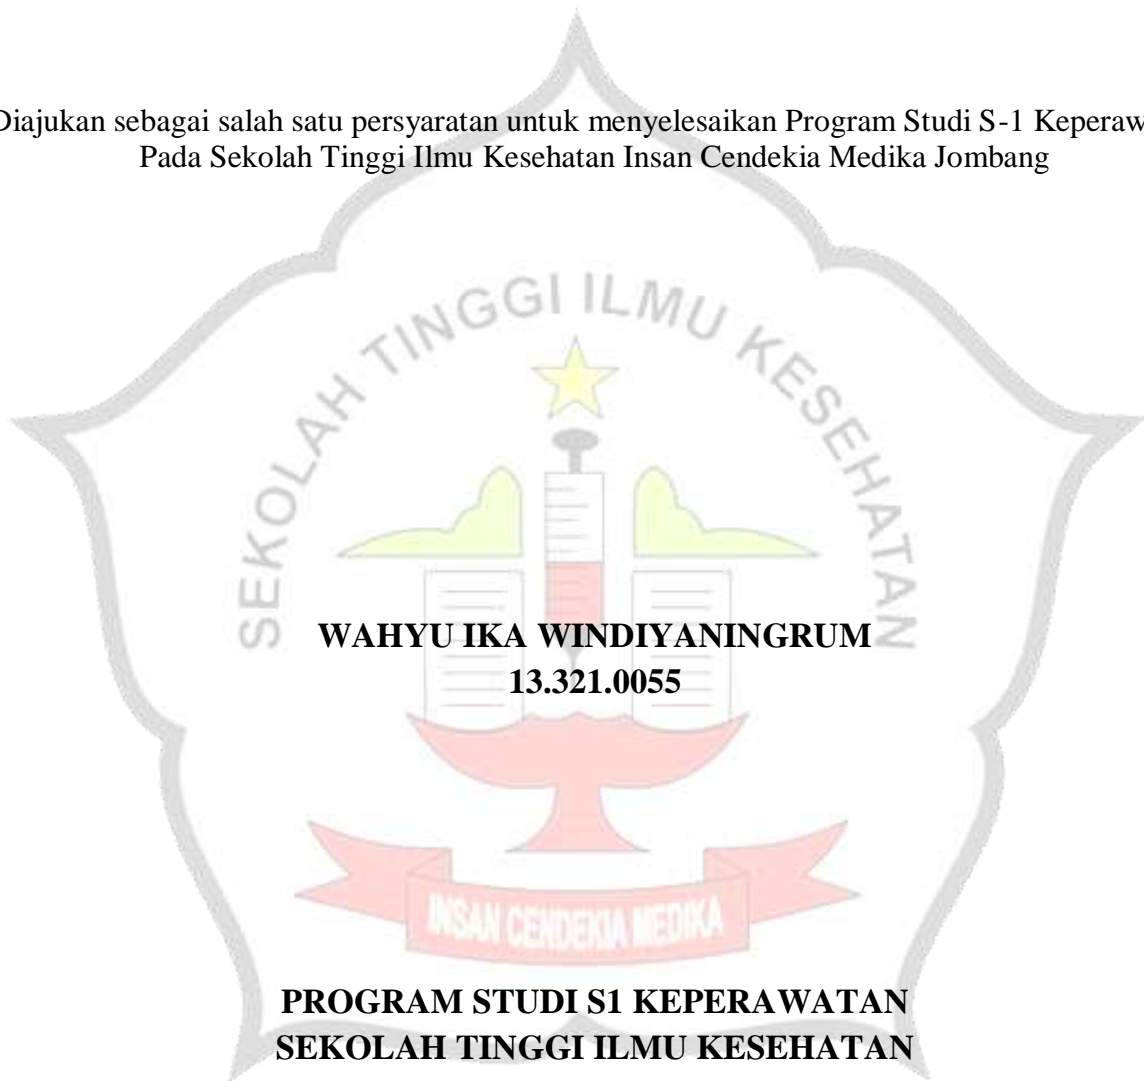 Diajukan sebagai salah satu persyaratan untuk menyelesaikan Program Studi S-1 Keperaw
Pada Sekolah Tinggi Ilmu Kesehatan Insan Cendekia Medika Jombang
SEKOLAH TINGGI ILMU KESEHATAN
WAHYU IKA WINDIYANINGRUM
13.321.0055
INSAN CENDEKIA MEDIKA
PROGRAM STUDI S1 KEPERAWATAN
SEKOLAH TINGGI ILMU KESEHATAN